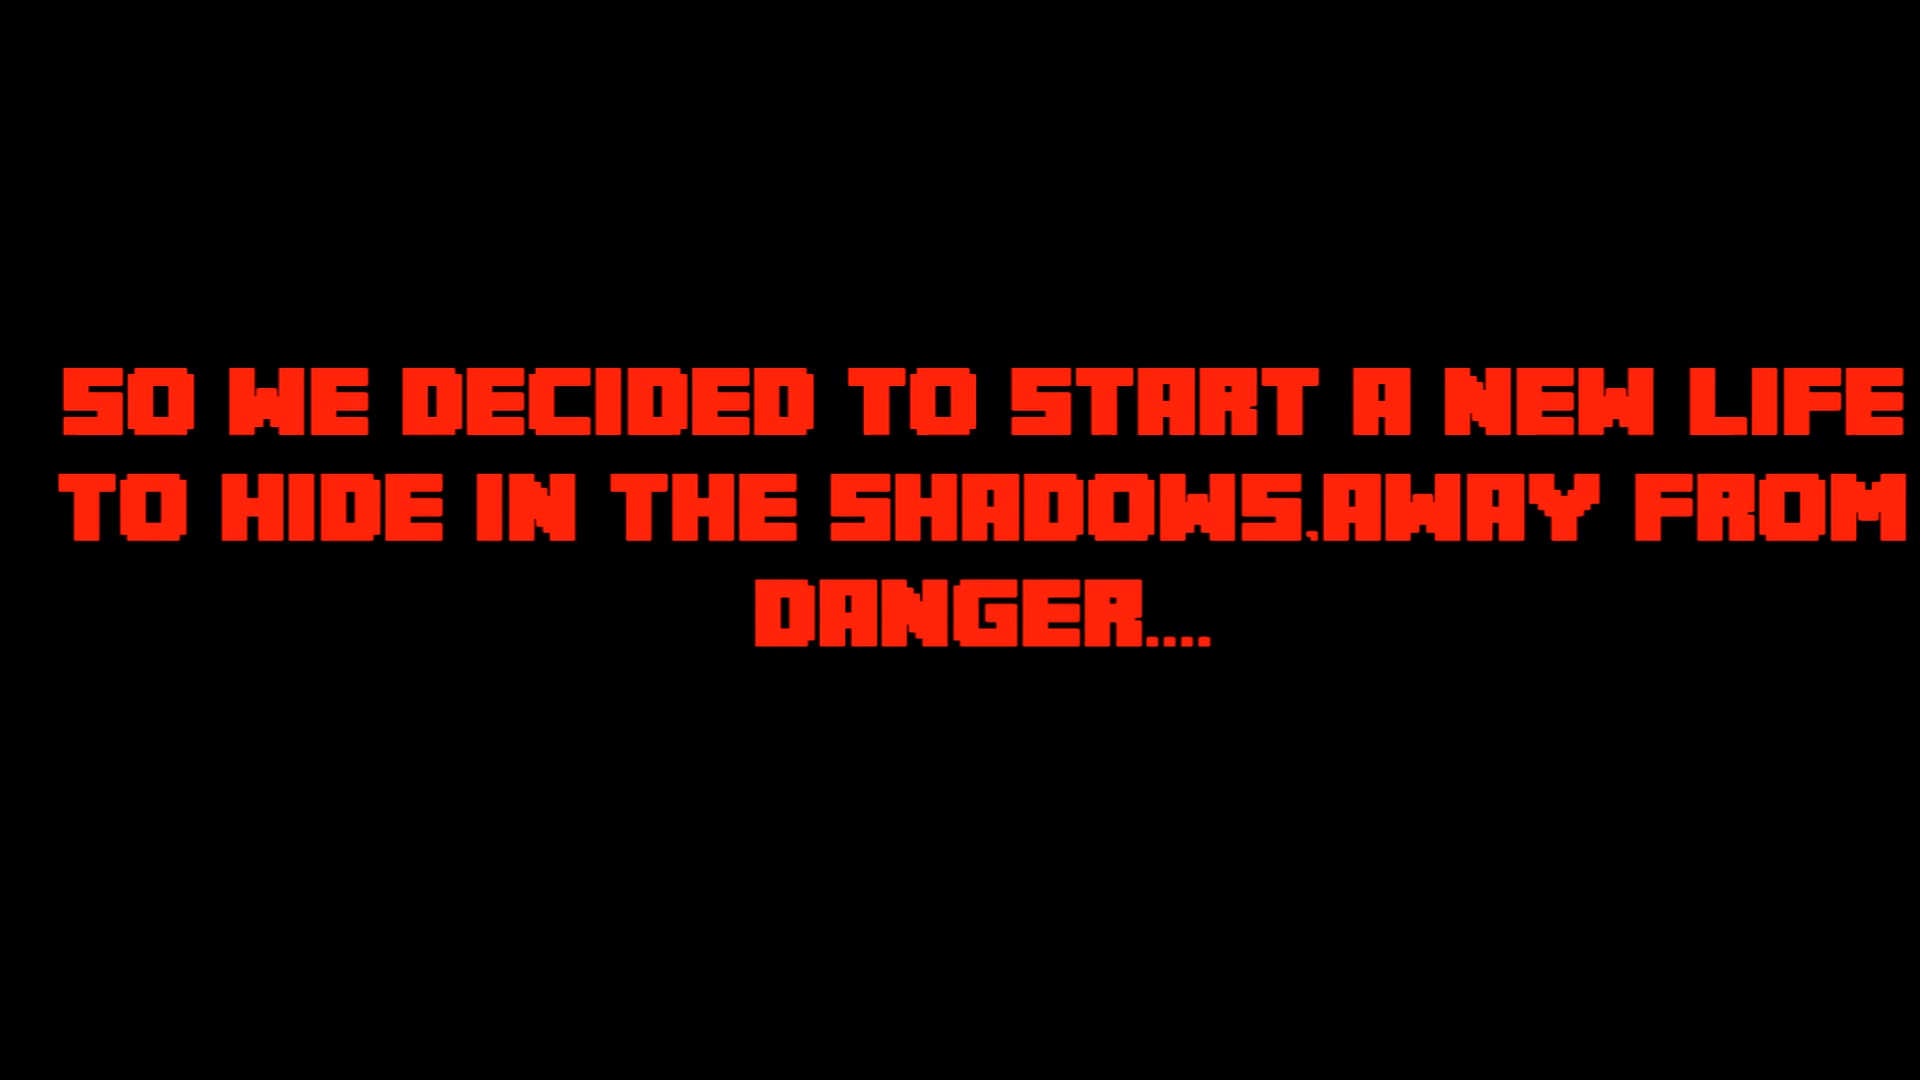 SO WE DECIDED TO START A NEW LIFE
TO HIDE IN THE SHADOWS,AWAY FROM
DANGER....